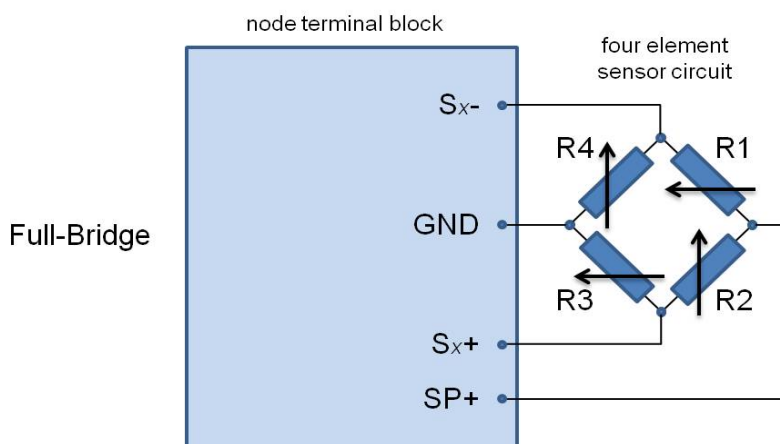 node terminal block
four element
sensor circuit
Sx-
R4
R1
Full-Bridge
GND
R3
R2
Sx+
SP+